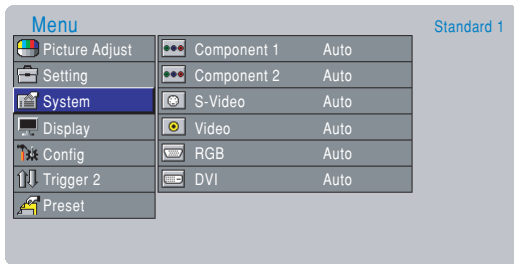 Menu
Standard 1
Picture Adjust
Component 1 Auto
Setting
Component 2 Auto
System
S-Video Auto
Display
Video Auto
Config
RGB Auto
Trigger 2
DVI Auto
Preset